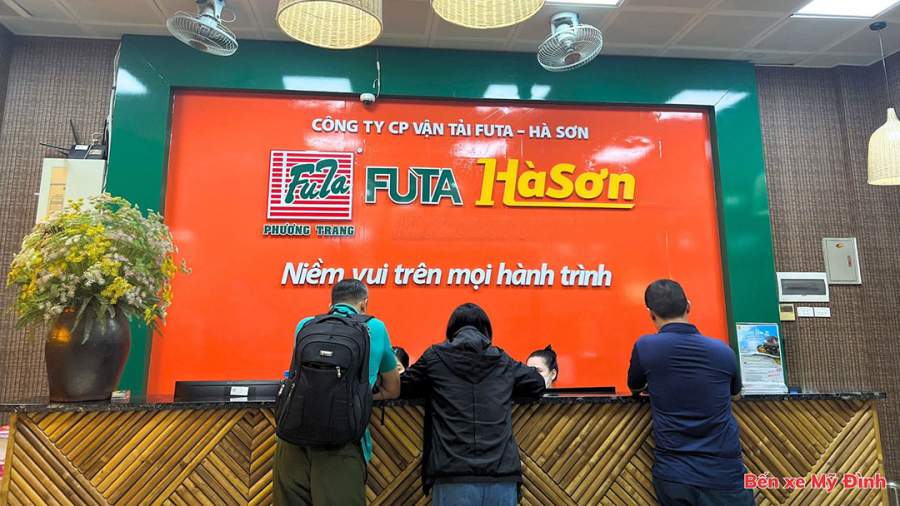 CÔNG TY CP VẬN TẢI FUTA - HÀ SƠN
FUTA
PHƯƠNG TRANG
FUTA HàSơn
Niềm vui trên mọi hành trình
Bến xe Mỹ Đình